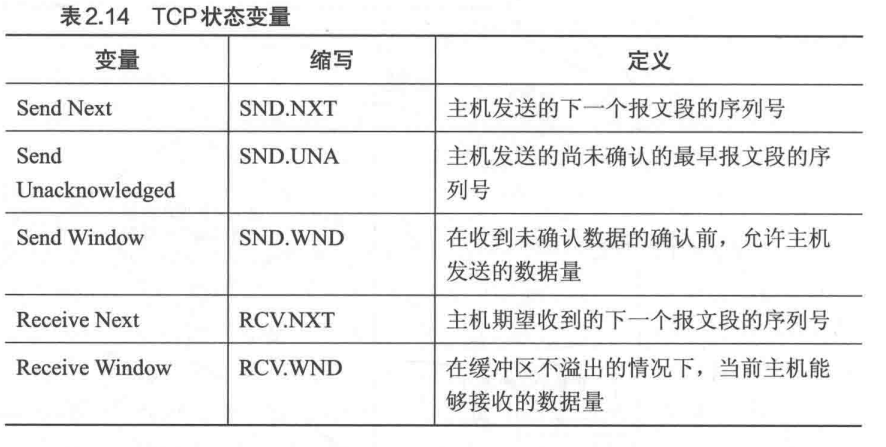 表2.14 TCP状态变量
变量 缩写 定义
Send Next SND.NXT 主机发送的下一个报文段的序列号
Send SND.UNA 主机发送的尚未确认的最早报文段的序
Unacknowledged 列号
Send Window SND.WND 在收到未确认数据的确认前，允许主机
发送的数据量
Receive Next RCV.NXT 主机期望收到的下一个报文段的序列号
Receive Window RCV.WND 在缓冲区不溢出的情况下，当前主机能
够接收的数据量